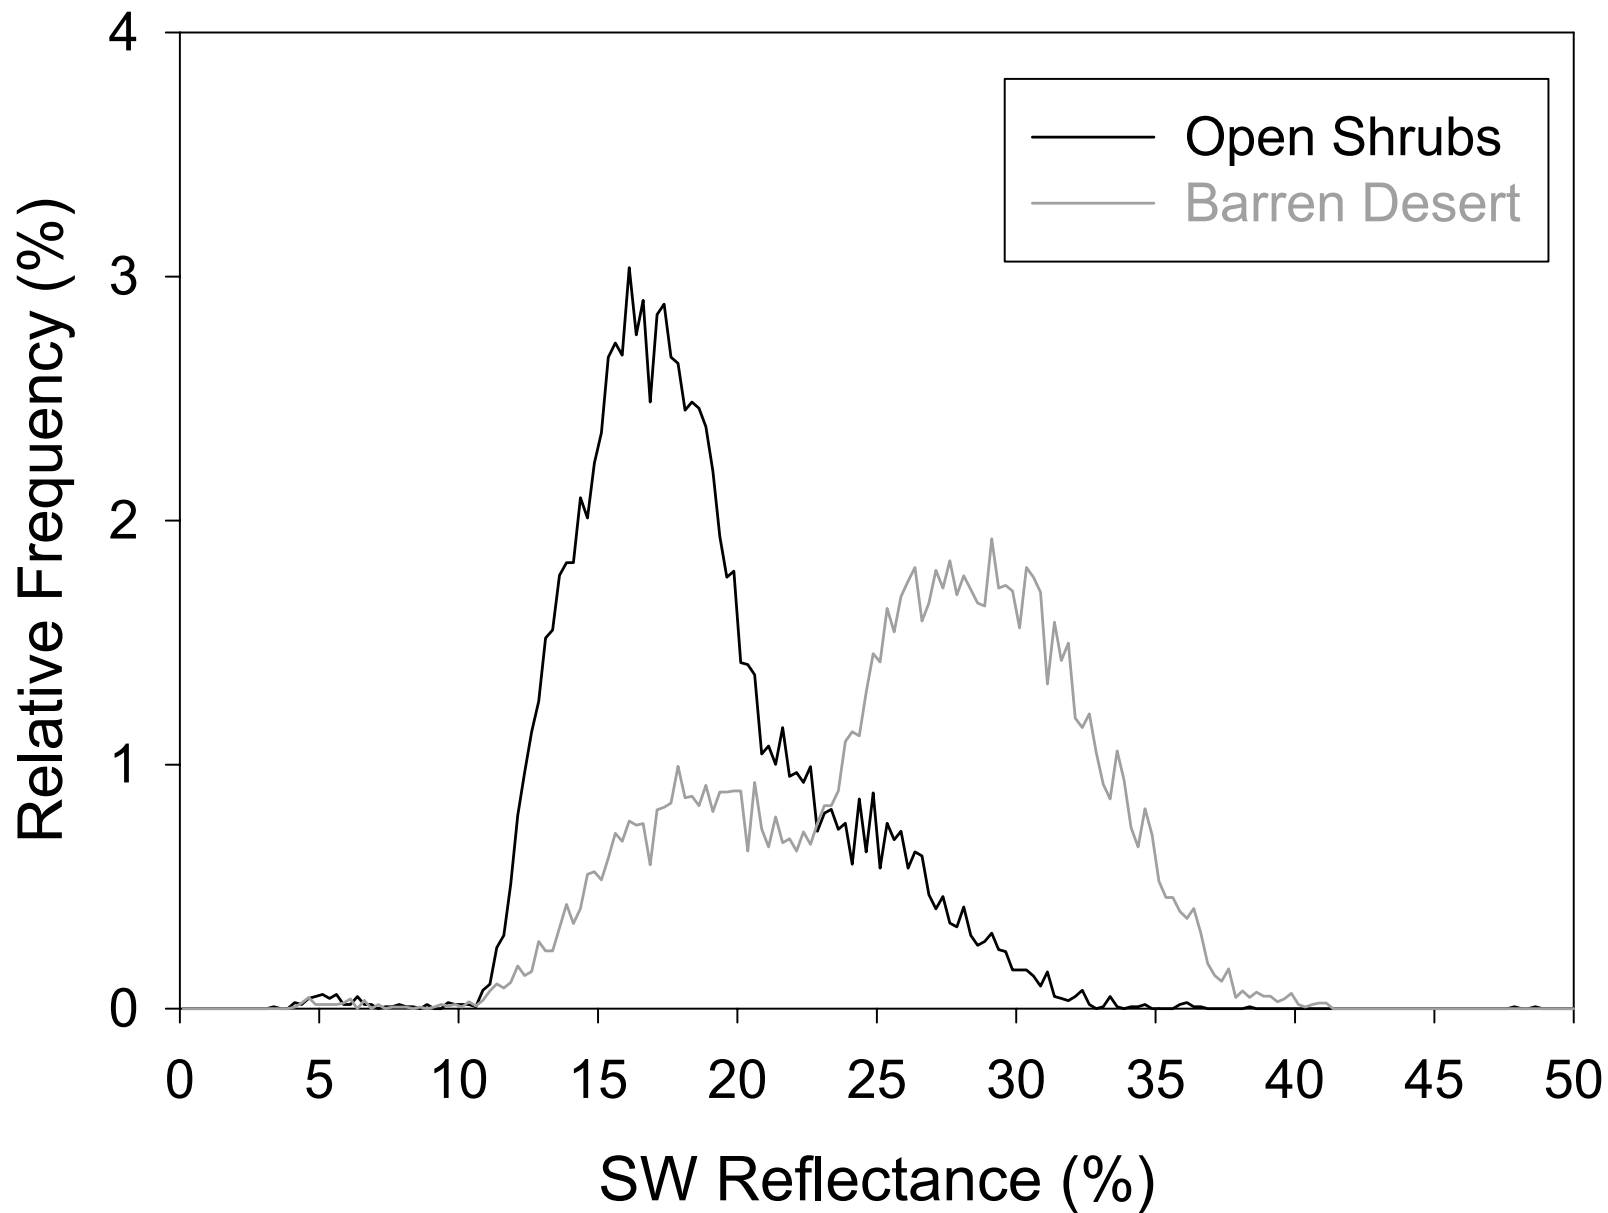 4
3
2
1
0
Relative Frequency (%)
Open Shrubs
Barren Desert
0 5 10 15 20 25 30 35 40 45 50
SW Reflectance (%)